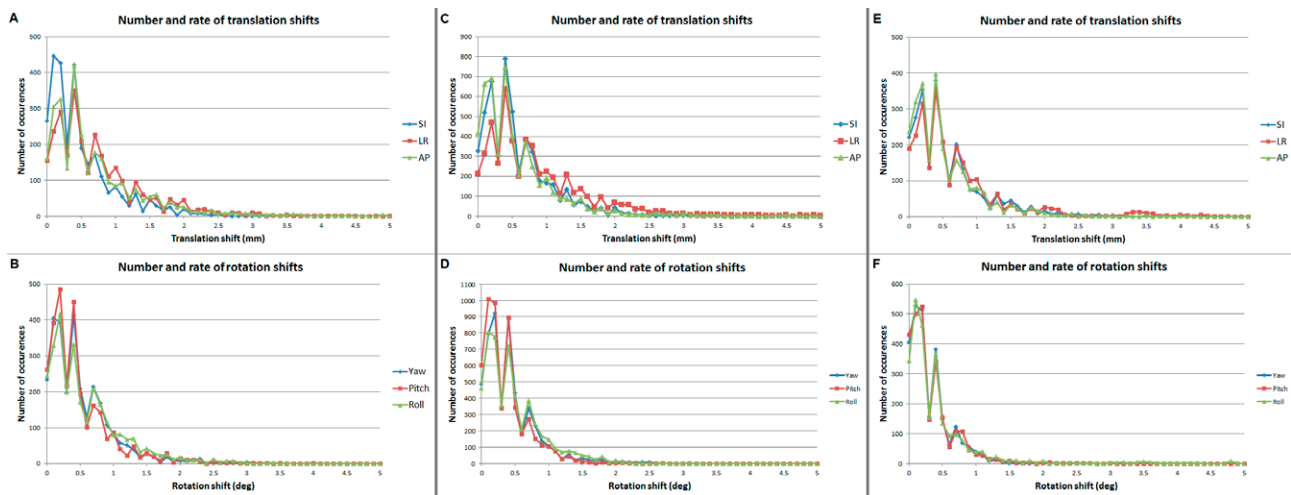 A
Number and rate of translation shifts
Number of occurences
500
400
300
200
100
0
0 0.5 1 1.5 2 2.5 3 3.5 4 4.5 5
Translation shift (mm)
SI
LR
AP
B
Number and rate of rotation shifts
Number of occurences
500
400
300
200
100
0
0 0.5 1 1.5 2 2.5 3 3.5 4 4.5 5
Rotation shift (deg)
Yaw
Pitch
Roll
C
Number and rate of translation shifts
Number of occurences
900
800
700
600
500
400
300
200
100
0
0 0.5 1 1.5 2 2.5 3 3.5 4 4.5 5
Translation shift (mm)
SI
LR
AP
D
Number and rate of rotation shifts
Number of occurences
1100
1000
900
800
700
600
500
400
300
200
100
0
0 0.5 1 1.5 2 2.5 3 3.5 4 4.5 5
Rotation shift (deg)
Yaw
Pitch
Roll
E
Number and rate of translation shifts
Number of occurences
500
400
300
200
100
0
0 0.5 1 1.5 2 2.5 3 3.5 4 4.5 5
Translation shift (mm)
SI
LR
AP
F
Number and rate of rotation shifts
Number of occurences
600
500
400
300
200
100
0
0 0.5 1 1.5 2 2.5 3 3.5 4 4.5 5
Rotation shift (deg)
Yaw
Pitch
Roll